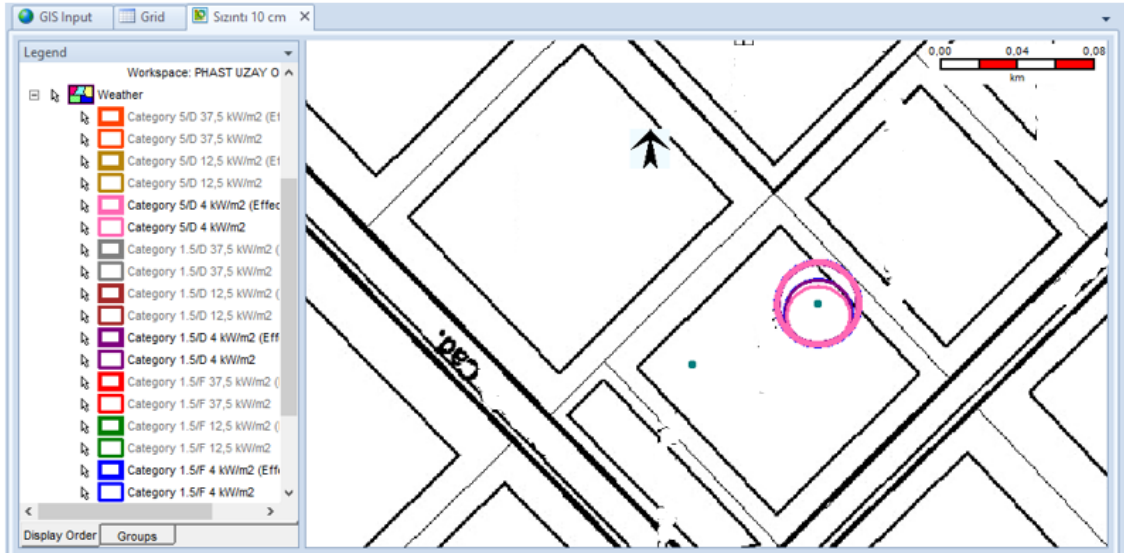 GIS Input
Grid
Sızıntı 10 cm
Legend
Workspace: PHAST UZAY O
Weather
Category 5/D 37,5 kW/m2 (Ef
Category 5/D 37,5 kW/m2
Category 5/D 12,5 kW/m2 (Ef
Category 5/D 12,5 kW/m2
Category 5/D 4 kW/m2 (Effec
Category 5/D 4 kW/m2
Category 1.5/D 37,5 kW/m2 (
Category 1.5/D 37,5 kW/m2
Category 1.5/D 12,5 kW/m2 (
Category 1.5/D 12,5 kW/m2
Category 1.5/D 4 kW/m2 (Eff
Category 1.5/D 4 kW/m2
Category 1.5/F 37,5 kW/m2 (
Category 1.5/F 37,5 kW/m2
Category 1.5/F 12,5 kW/m2 (
Category 1.5/F 12,5 kW/m2
Category 1.5/F 4 kW/m2 (Effe
Category 1.5/F 4 kW/m2
Display Order
Groups
0,00 0,04 0,08
km
Cad.